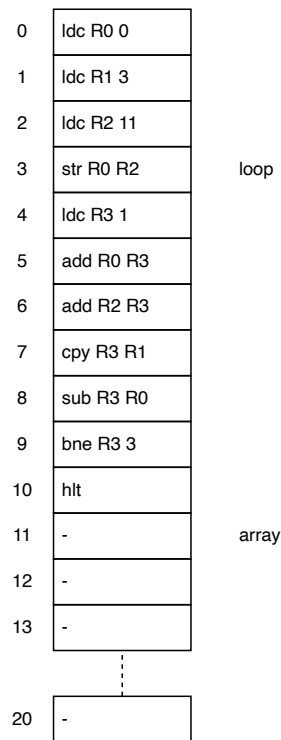 0 ldc R0 0
1 ldc R1 3
2 ldc R2 11
3 str R0 R2 loop
4 ldc R3 1
5 add R0 R3
6 add R2 R3
7 cpy R3 R1
8 sub R3 R0
9 bne R3 3
10 hlt
11 - array
12 -
13 -
20 -